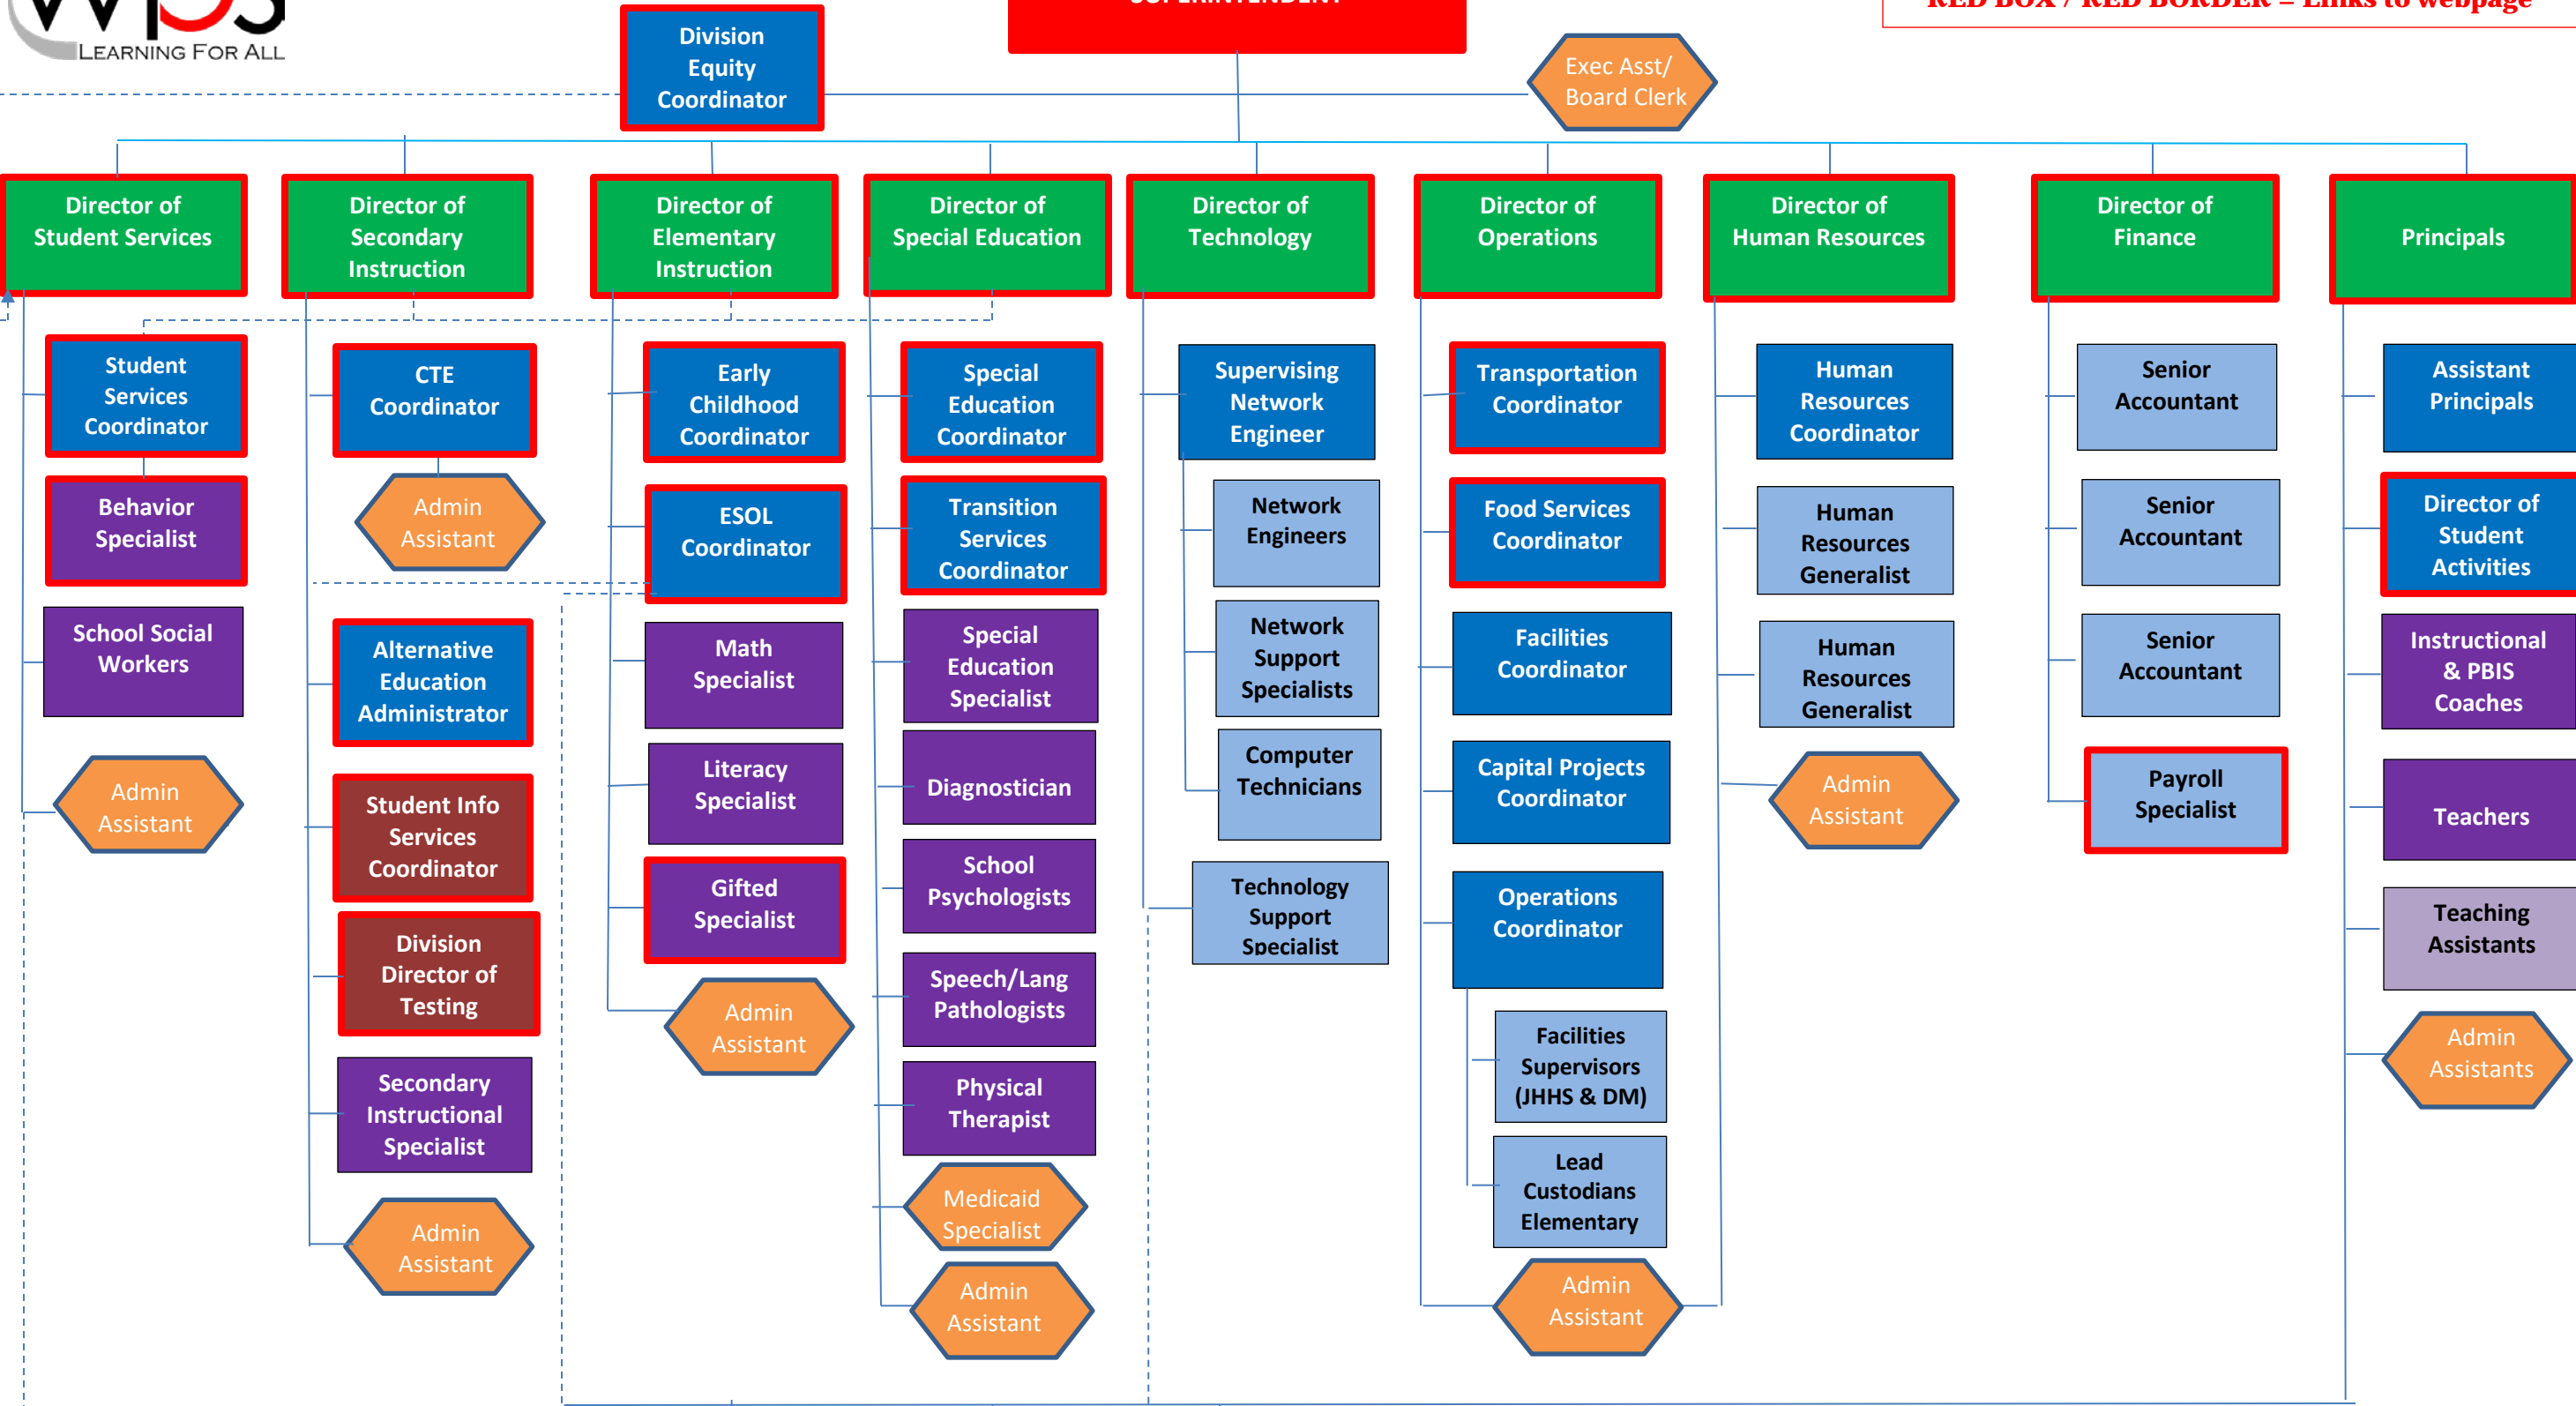 wps
LEARNING FOR ALL
SUPERINTENDENT
RED BOX / RED BORDER = Links to webpage
Division
Equity
Coordinator
Exec Asst/
Board Clerk
Director of
Student Services
Director of
Secondary
Instruction
Director of
Elementary
Instruction
Director of
Special Education
Director of
Technology
Director of
Operations
Director of
Human Resources
Director of
Finance
Principals
Student
Services
Coordinator
Behavior
Specialist
School Social
Workers
Admin
Assistant
CTE
Coordinator
Admin
Assistant
Alternative
Education
Administrator
Student Info
Services
Coordinator
Division
Director of
Testing
Secondary
Instructional
Specialist
Admin
Assistant
Early
Childhood
Coordinator
ESOL
Coordinator
Math
Specialist
Literacy
Specialist
Gifted
Specialist
Admin
Assistant
Special
Education
Coordinator
Transition
Services
Coordinator
Special
Education
Specialist
Diagnostician
School
Psychologists
Speech/Lang
Pathologists
Physical
Therapist
Medicaid
Specialist
Admin
Assistant
Supervising
Network
Engineer
Network
Engineers
Network
Support
Specialists
Computer
Technicians
Technology
Support
Specialist
Transportation
Coordinator
Food Services
Coordinator
Facilities
Coordinator
Capital Projects
Coordinator
Operations
Coordinator
Facilities
Supervisors
(JHHS & DM)
Lead
Custodians
Elementary
Admin
Assistant
Human
Resources
Coordinator
Human
Resources
Generalist
Human
Resources
Generalist
Admin
Assistant
Senior
Accountant
Senior
Accountant
Senior
Accountant
Payroll
Specialist
Assistant
Principals
Director of
Student
Activities
Instructional
& PBIS
Coaches
Teachers
Teaching
Assistants
Admin
Assistants